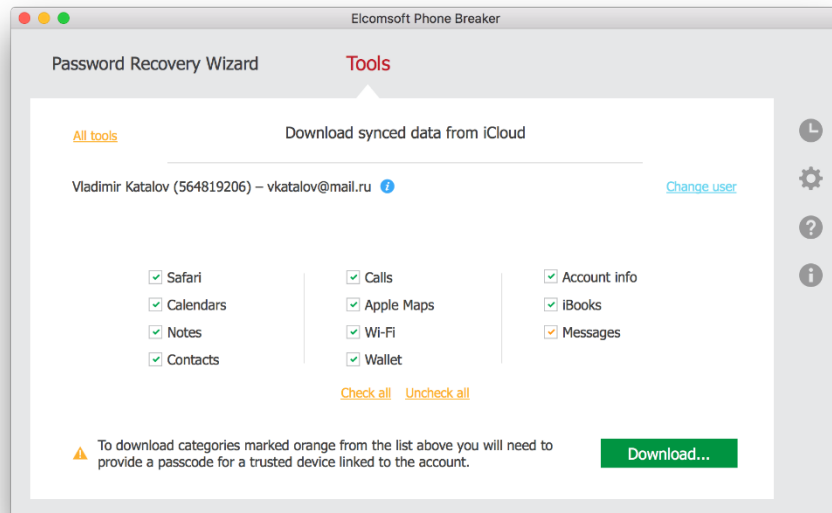 Elcomsoft Phone Breaker
Password Recovery Wizard
Tools
All tools
Download synced data from iCloud
Vladimir Katalov (564819206) – vkatalov@mail.ru
Change user
Safari
Calendars
Notes
Contacts
Calls
Apple Maps
Wi-Fi
Wallet
Account info
iBooks
Messages
Check all
Uncheck all
To download categories marked orange from the list above you will need to
provide a passcode for a trusted device linked to the account.
Download...